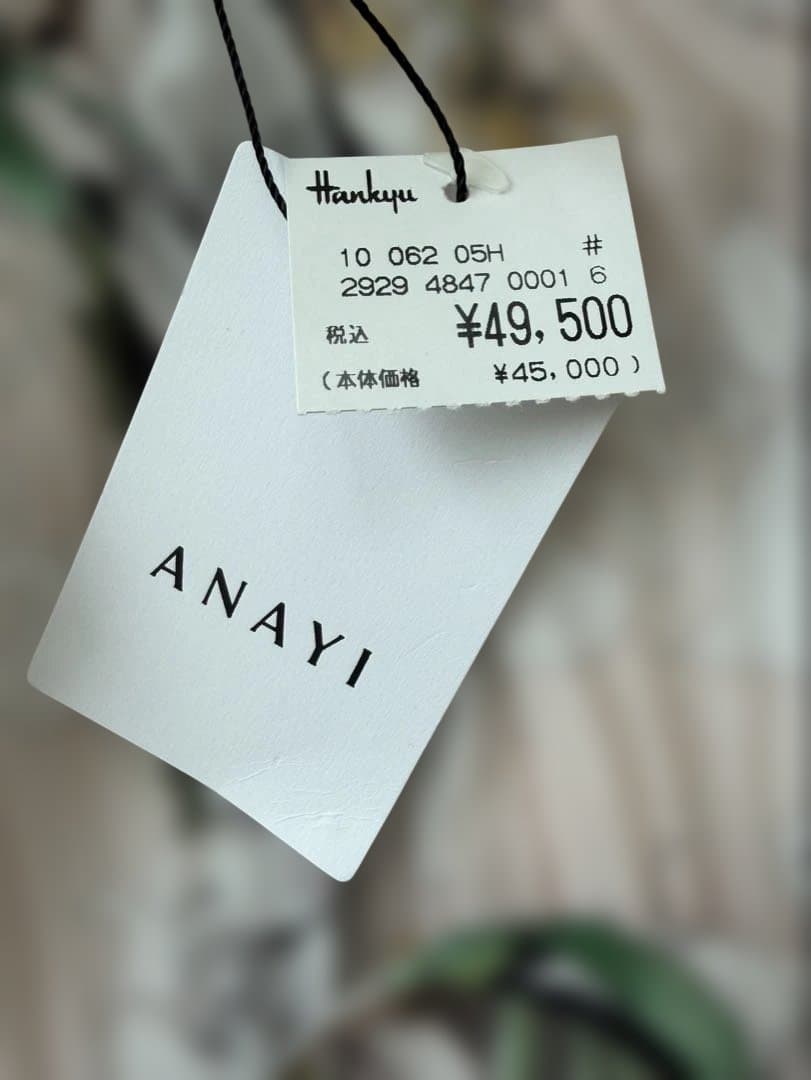 Hankyu
10 062 05H #
2929 4847 0001 6
税込 ¥49,500
(本体価格 ¥45,000)
ANAYI